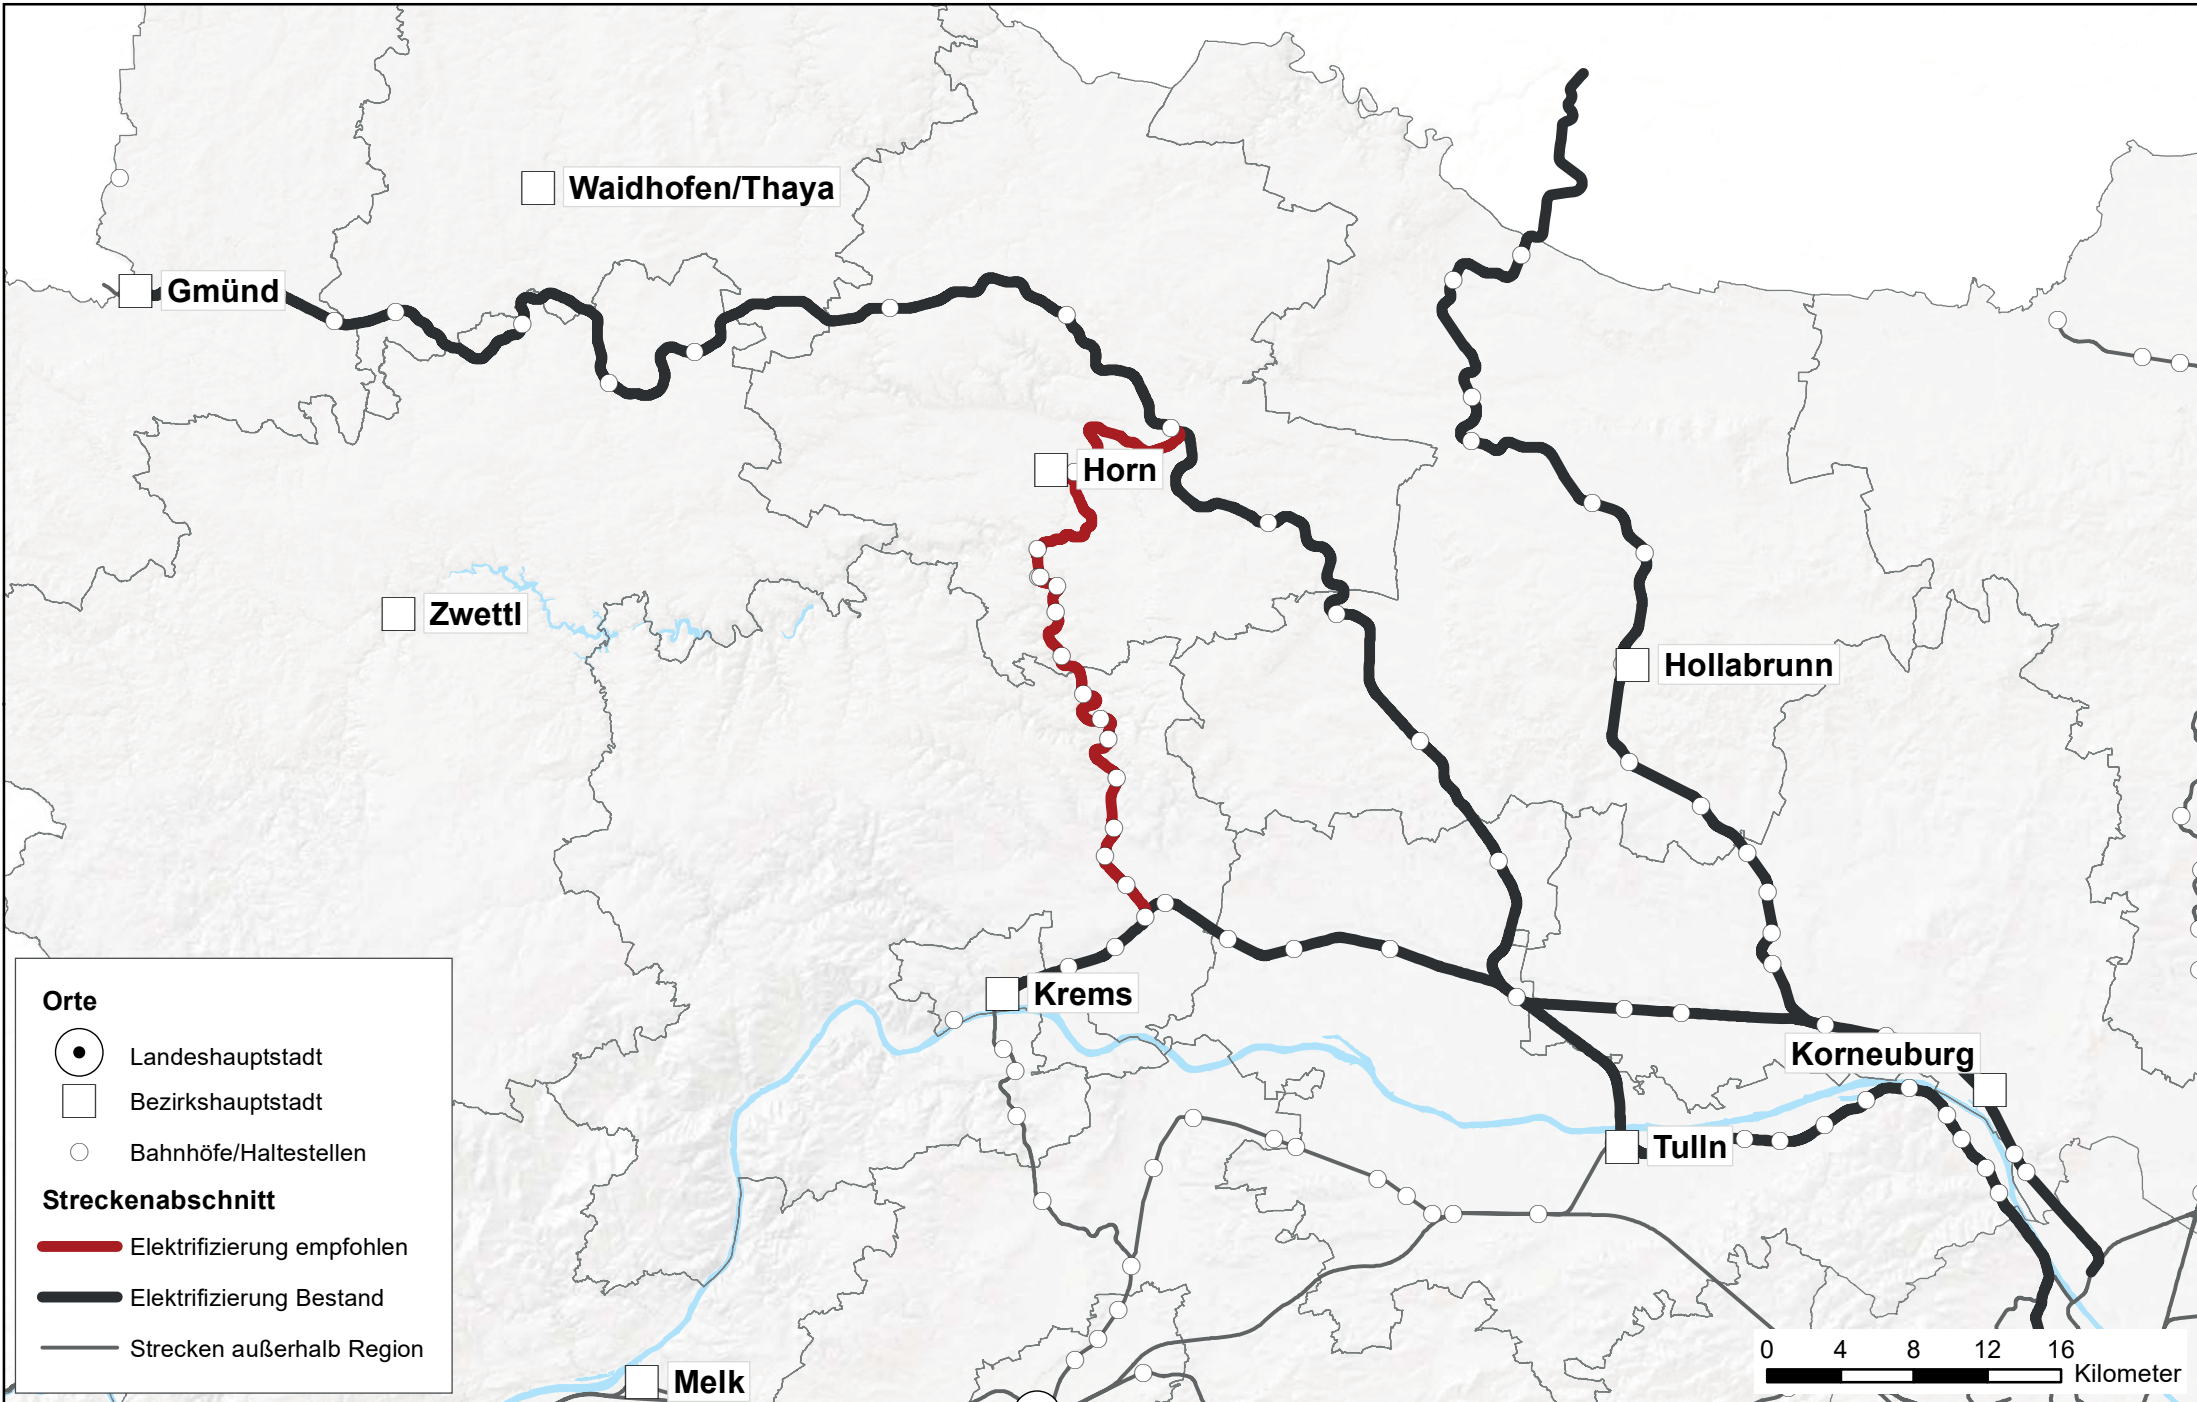 Waidhofen/Thaya
Gmünd
Horn
Zwettl
Hollabrunn
Krems
Korneuburg
Tulln
Melk
Orte
Landeshauptstadt
Bezirkshauptstadt
Bahnhöfe/Haltestellen
Streckenabschnitt
Elektrifizierung empfohlen
Elektrifizierung Bestand
Strecken außerhalb Region
0 4 8 12 16
Kilometer